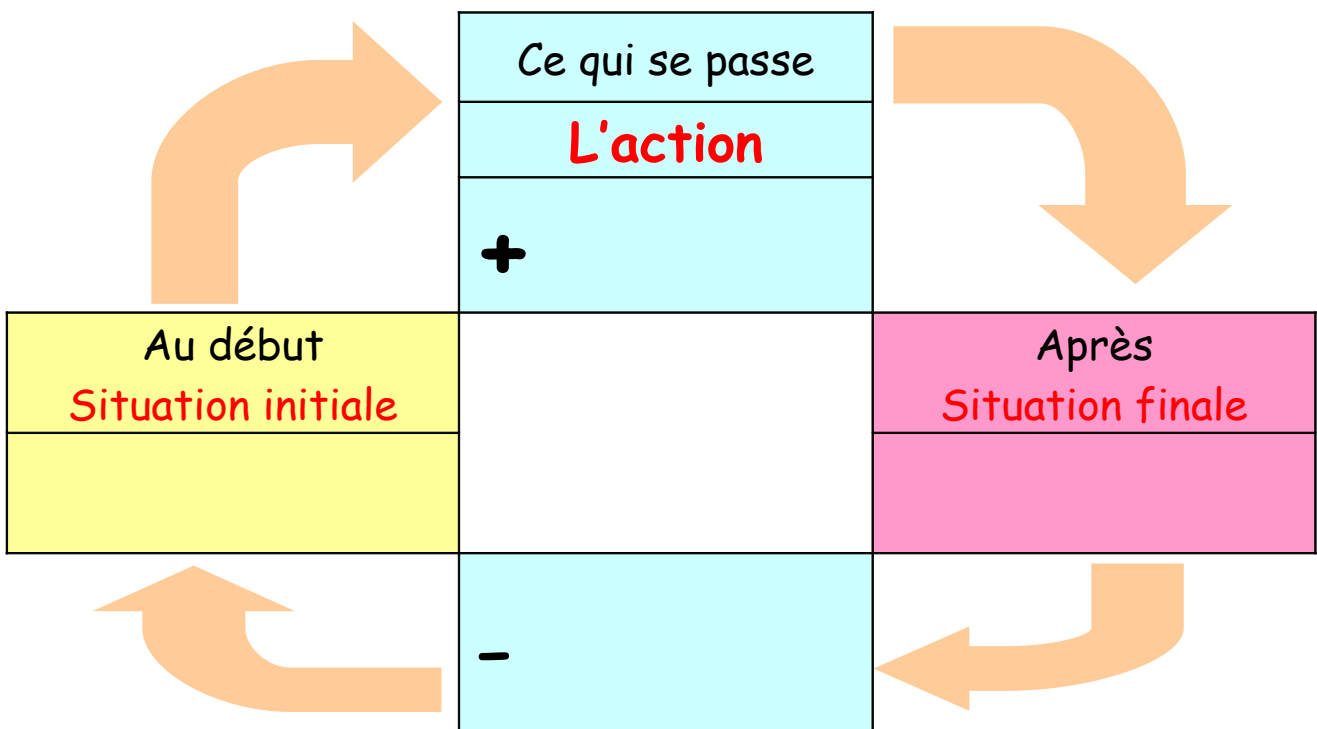 Ce qui se passe
L'action
+
Au début
Situation initiale
Après
Situation finale
-